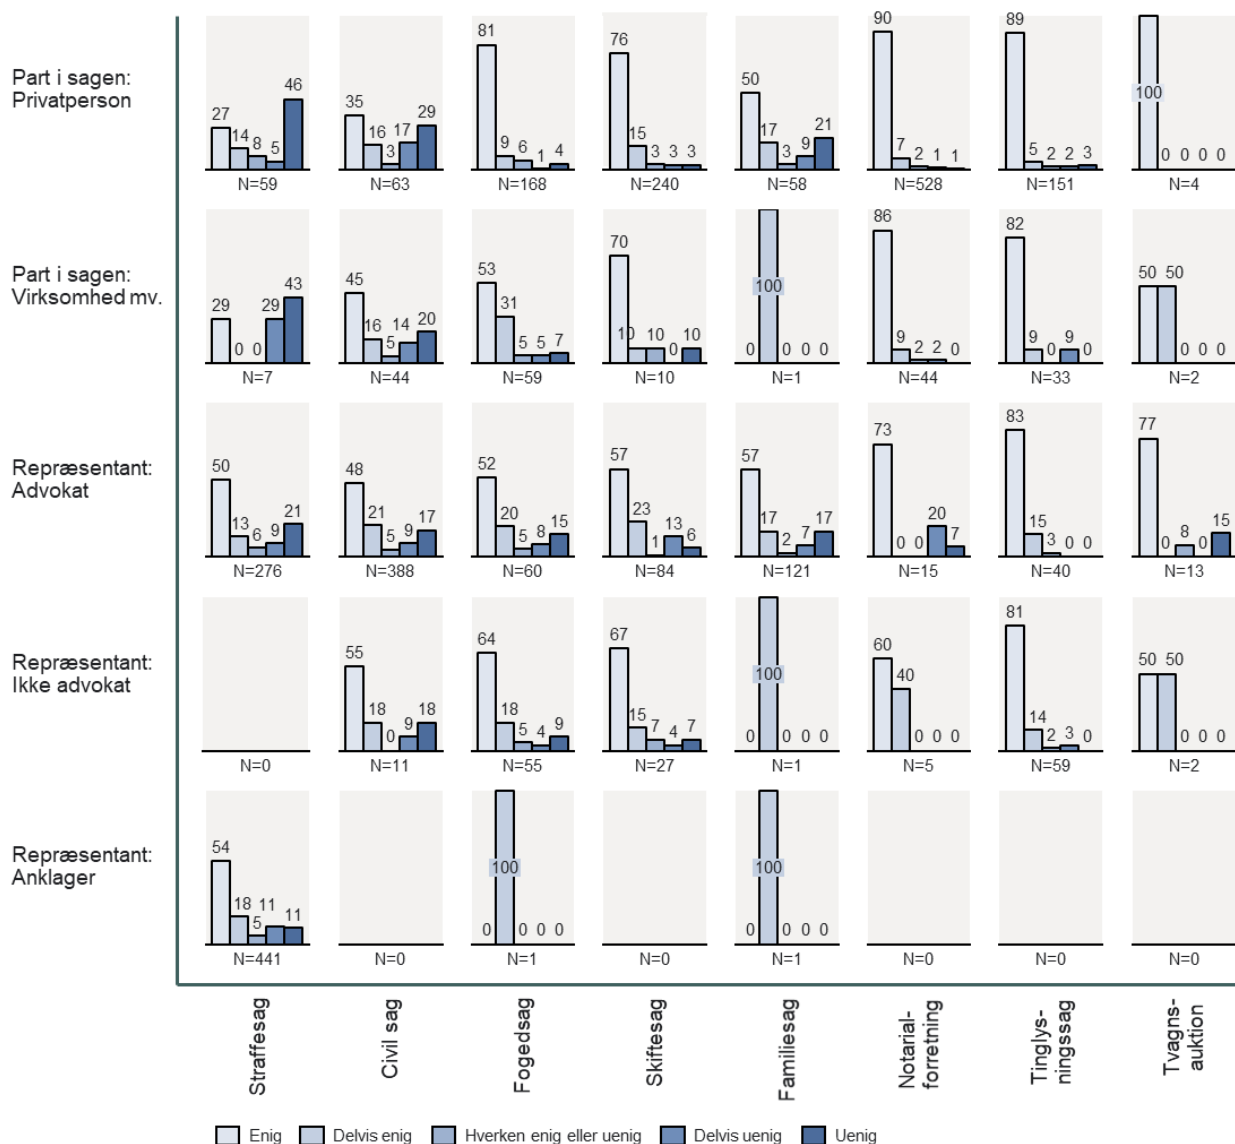 Part i sagen:
Privatperson
27 14 8 5 46
N=59
35 16 3 17 29
N=63
81 9 6 1 4
N=168
76 15 3 3 3
N=240
50 17 3 9 21
N=58
90 7 2 1 1
N=528
89 5 2 2 3
N=151
100 0 0 0 0
N=4
Part i sagen:
Virksomhed mv.
29 0 0 29 43
N=7
45 16 5 14 20
N=44
53 31 5 5 7
N=59
70 10 10 0 10
N=10
0 100 0 0 0
N=1
86 9 2 2 0
N=44
82 9 0 9 0
N=33
50 50 0 0 0
N=2
Repræsentant:
Advokat
50 13 6 9 21
N=276
48 21 5 9 17
N=388
52 20 5 8 15
N=60
57 23 1 13 6
N=84
57 17 2 7 17
N=121
73 0 0 20 7
N=15
83 15 3 0 0
N=40
77 0 8 0 15
N=13
Repræsentant:
Ikke advokat
N=0
55 18 0 9 18
N=11
64 18 5 4 9
N=55
67 15 7 4 7
N=27
0 100 0 0 0
N=1
60 40 0 0 0
N=5
81 14 2 3 0
N=59
50 50 0 0 0
N=2
Repræsentant:
Anklager
54 18 5 11 11
N=441
N=0
0 100 0 0 0
N=1
N=0
0 100 0 0 0
N=1
N=0
N=0
N=0
Straffesag
Civil sag
Fogedsag
Skiftesag
Familiesag
Notarial-
forretning
Tinglys-
ningssag
Tvagns-
auktion
Enig Delvis enig Hverken enig eller uenig Delvis uenig Uenig